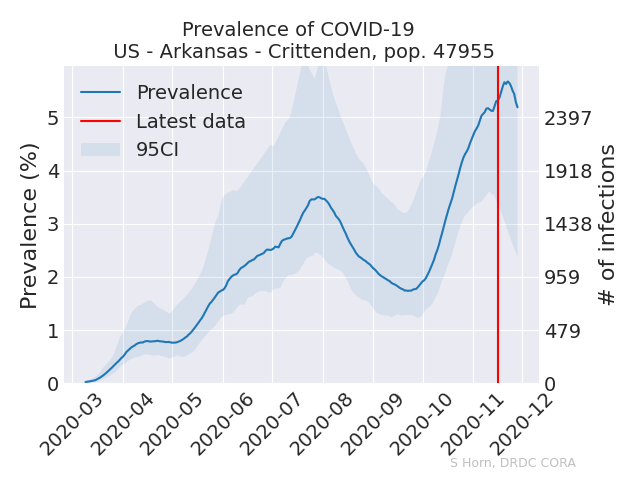 Prevalence of COVID-19
US - Arkansas - Crittenden, pop. 47955
Prevalence
Latest data
95CI
Prevalence (%)
5
4
3
2
1
0
2397
1918
1438
959
479
0
# of infections
2020-03
2020-04
2020-05
2020-06
2020-07
2020-08
2020-09
2020-10
2020-11
2020-12
S Horn, DRDC CORA